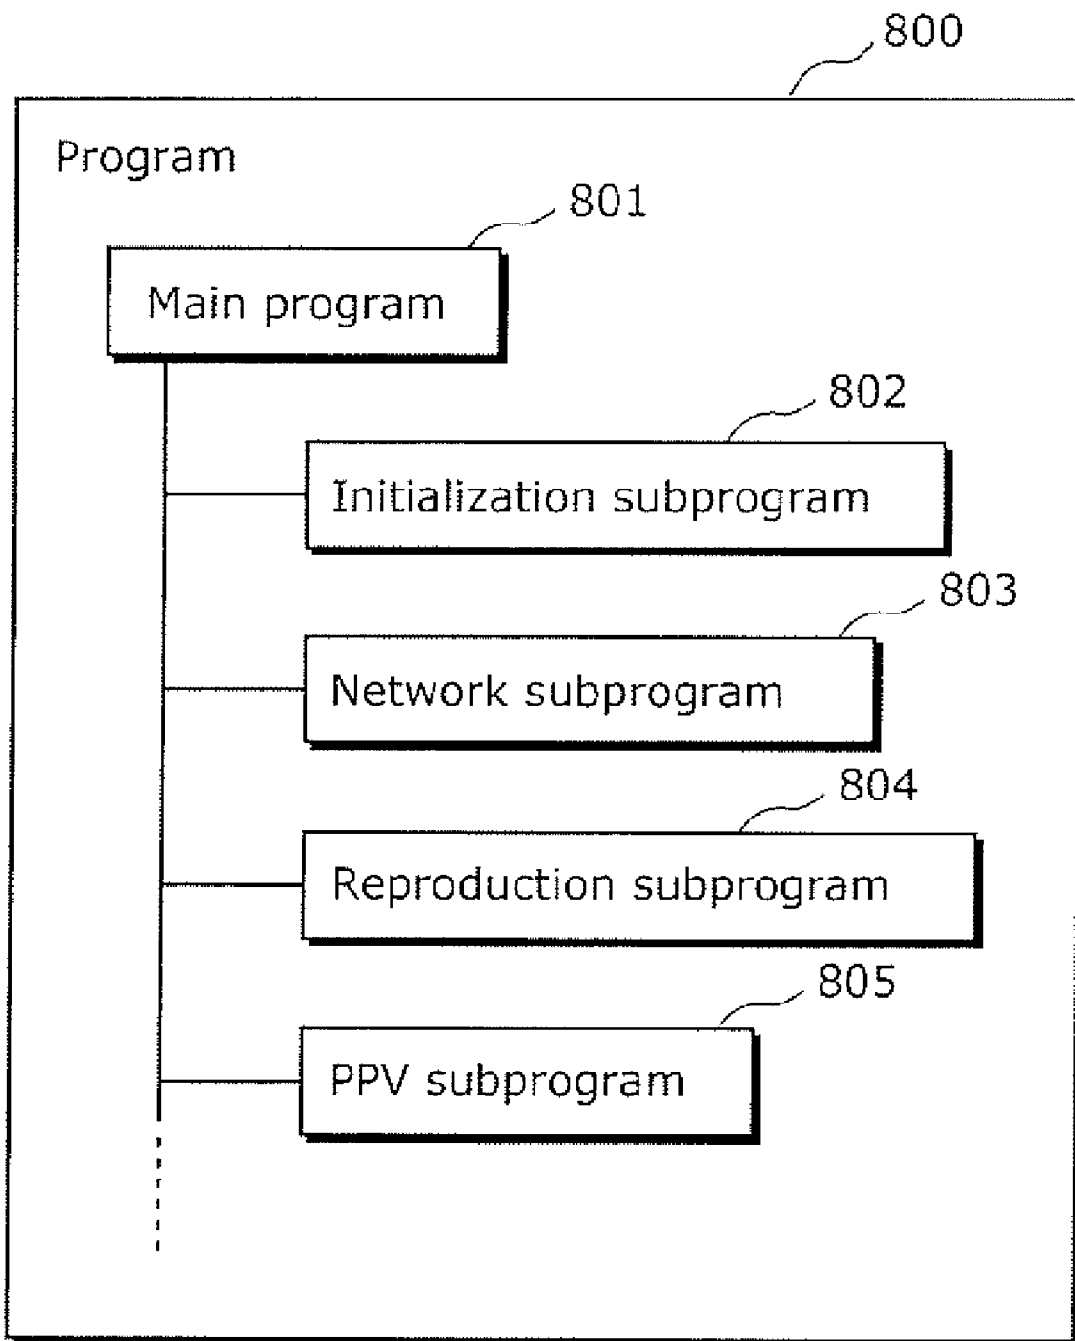 800
Program
801
Main program
802
Initialization subprogram
803
Network subprogram
804
Reproduction subprogram
805
PPV subprogram